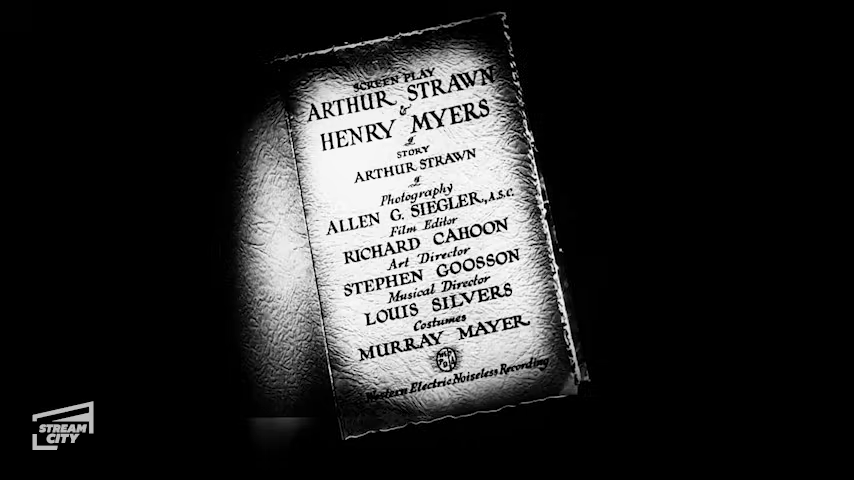 SCREEN PLAY
ARTHUR STRAWN
&
HENRY MYERS
STORY
ARTHUR STRAWN
Photography
ALLEN G. SIEGLER, A.S.C.
Film Editor
RICHARD CAHOON
Art Director
STEPHEN GOOSSON
Musical Director
LOUIS SILVERS
Costumes
MURRAY MAYER
Western Electric Noiseless Recording
STREAM
CITY